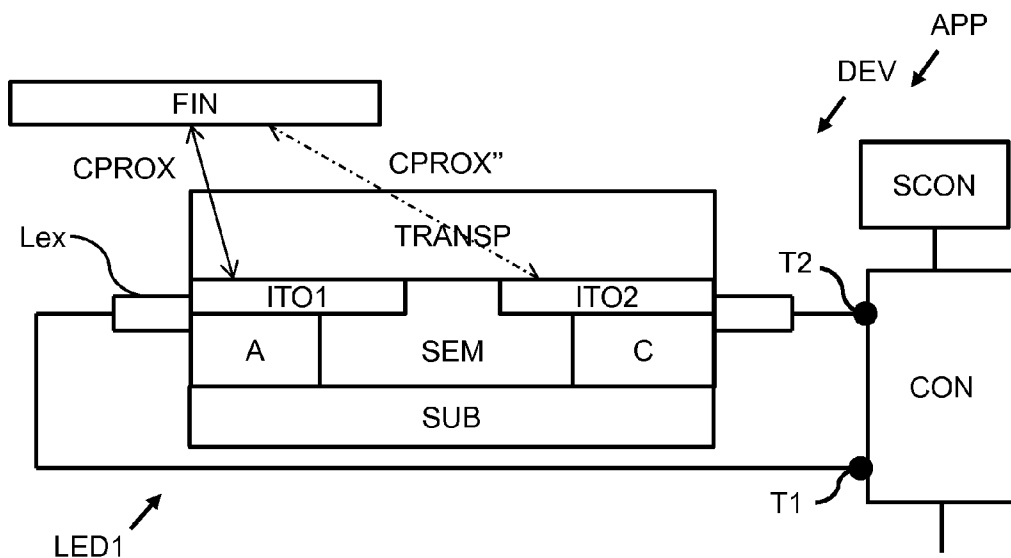 APP
DEV
FIN
CPROX
CPROX”
SCON
Lex
TRANSP
T2
ITO1
ITO2
A
SEM
C
CON
SUB
T1
LED1